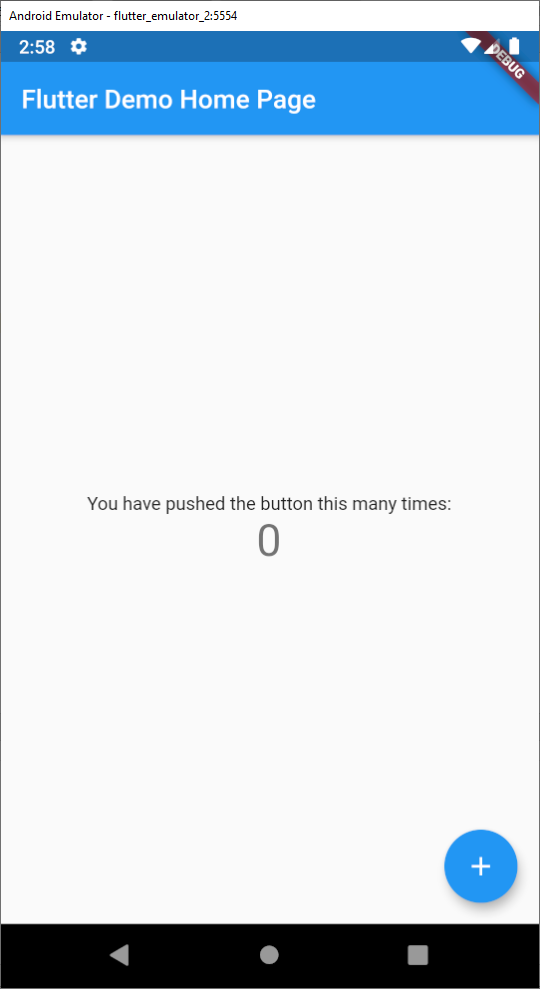 Android Emulator - flutter_emulator_2:5554
2:58
DEBUG
Flutter Demo Home Page
You have pushed the button this many times:
0
+